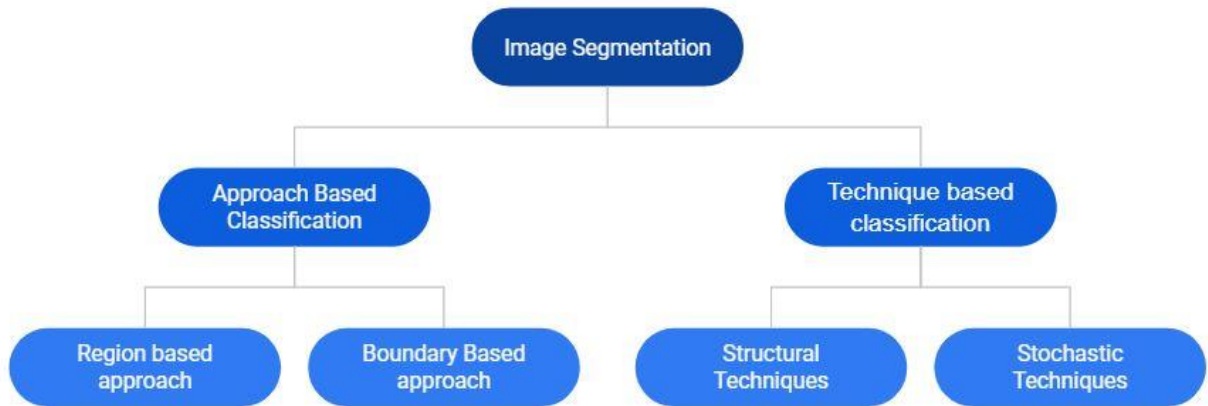 Image Segmentation
Approach Based
Classification
Technique based
classification
Region based
approach
Boundary Based
approach
Structural
Techniques
Stochastic
Techniques